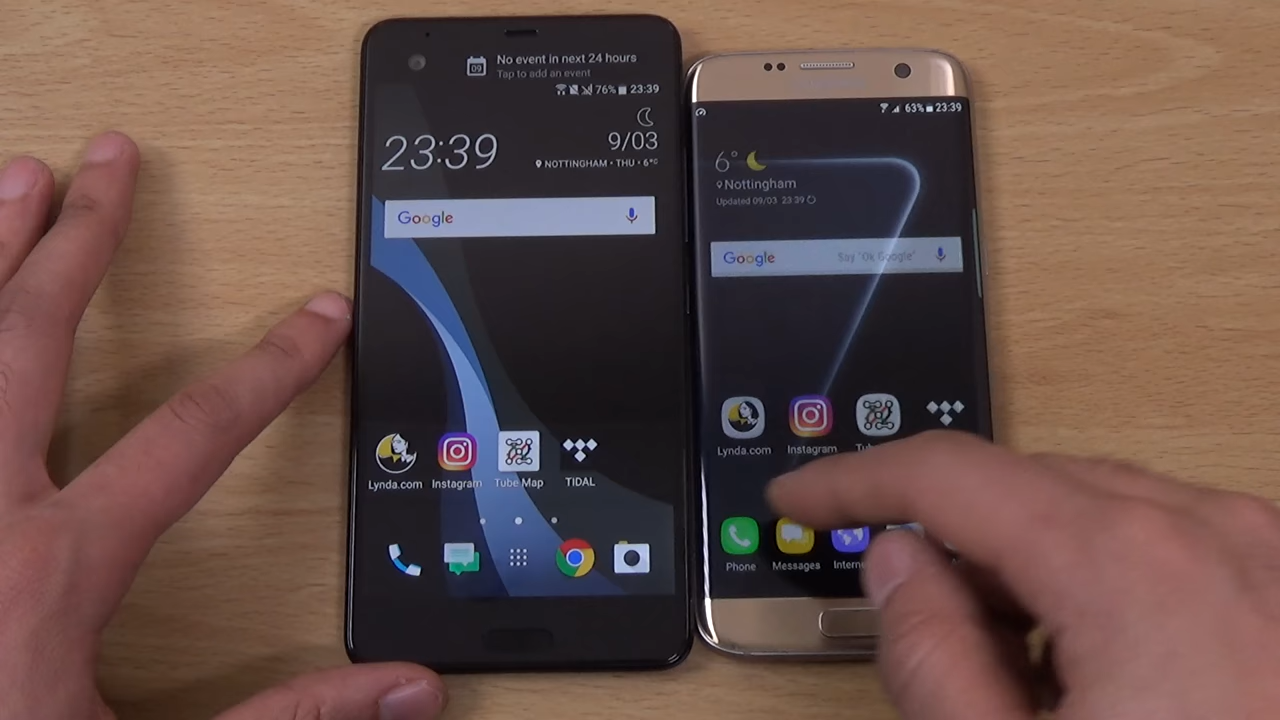 No event in next 24 hours
Tap to add an event
09
76% 23:39
23:39
9/03
NOTTINGHAM • THU • 6°C
Google
Lynda.com
Instagram
Tube Map
TIDAL
63% 23:39
6°
Nottingham
Updated 09/03 23:39
Google
Say "Ok Google"
Lynda.com
Instagram
Phone
Messages